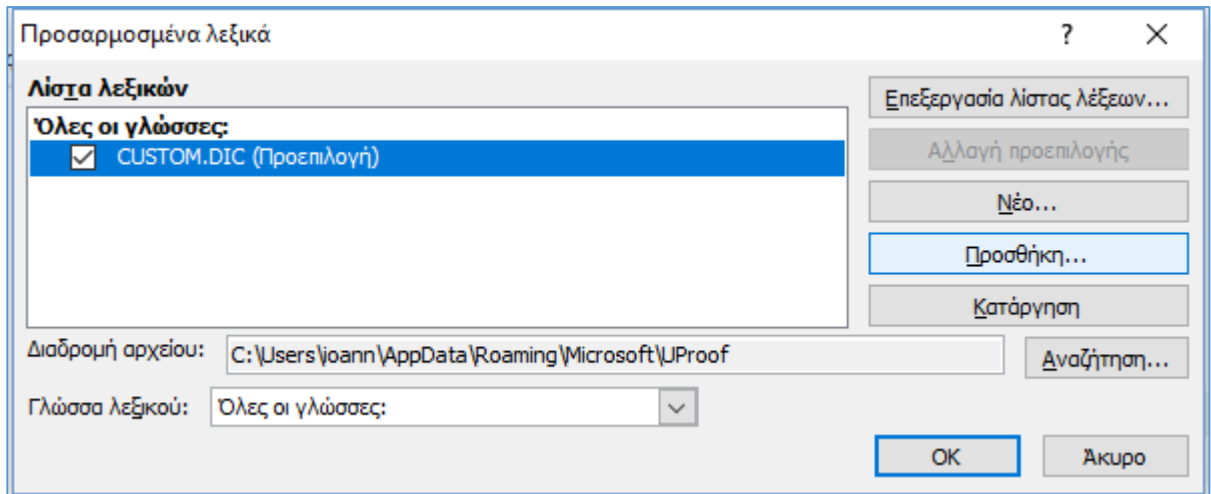 Προσαρμοσμένα λεξικά
?
Λίστα λεξικών
Όλες οι γλώσσες:
CUSTOM.DIC (Προεπιλογή)
Επεξεργασία λίστας λέξεων...
Αλλαγή προεπιλογής
Νέο...
Προσθήκη...
Κατάργηση
Διαδρομή αρχείου: C:\Users\ioann\AppData\Roaming\Microsoft\UProof Αναζήτηση...
Γλώσσα λεξικού: Όλες οι γλώσσες:
OK Άκυρο